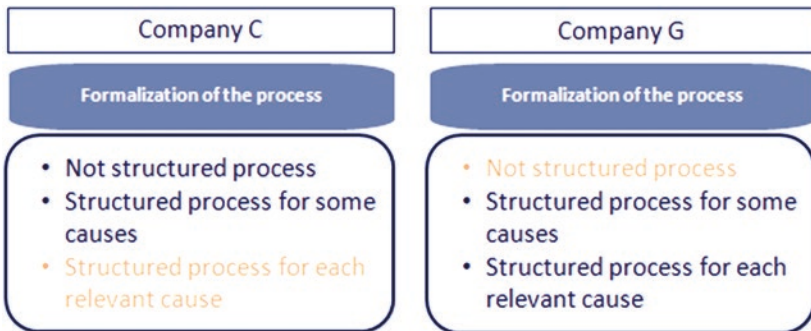 Company C
Formalization of the process
• Not structured process
• Structured process for some
causes
• Structured process for each
relevant cause
Company G
Formalization of the process
• Not structured process
• Structured process for some
causes
• Structured process for each
relevant cause